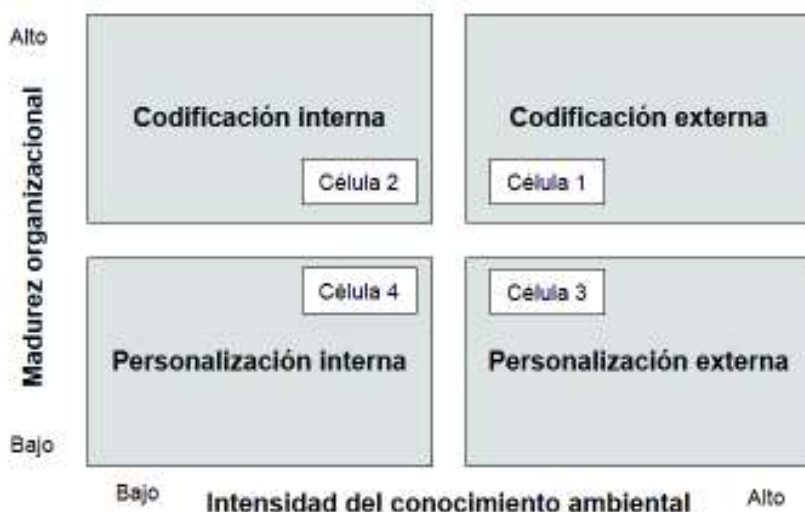 Alto
Madurez organizacional
Codificación interna
Codificación externa
Célula 2
Célula 1
Célula 4
Célula 3
Personalización interna
Personalización externa
Bajo
Bajo
Intensidad del conocimiento ambiental
Alto